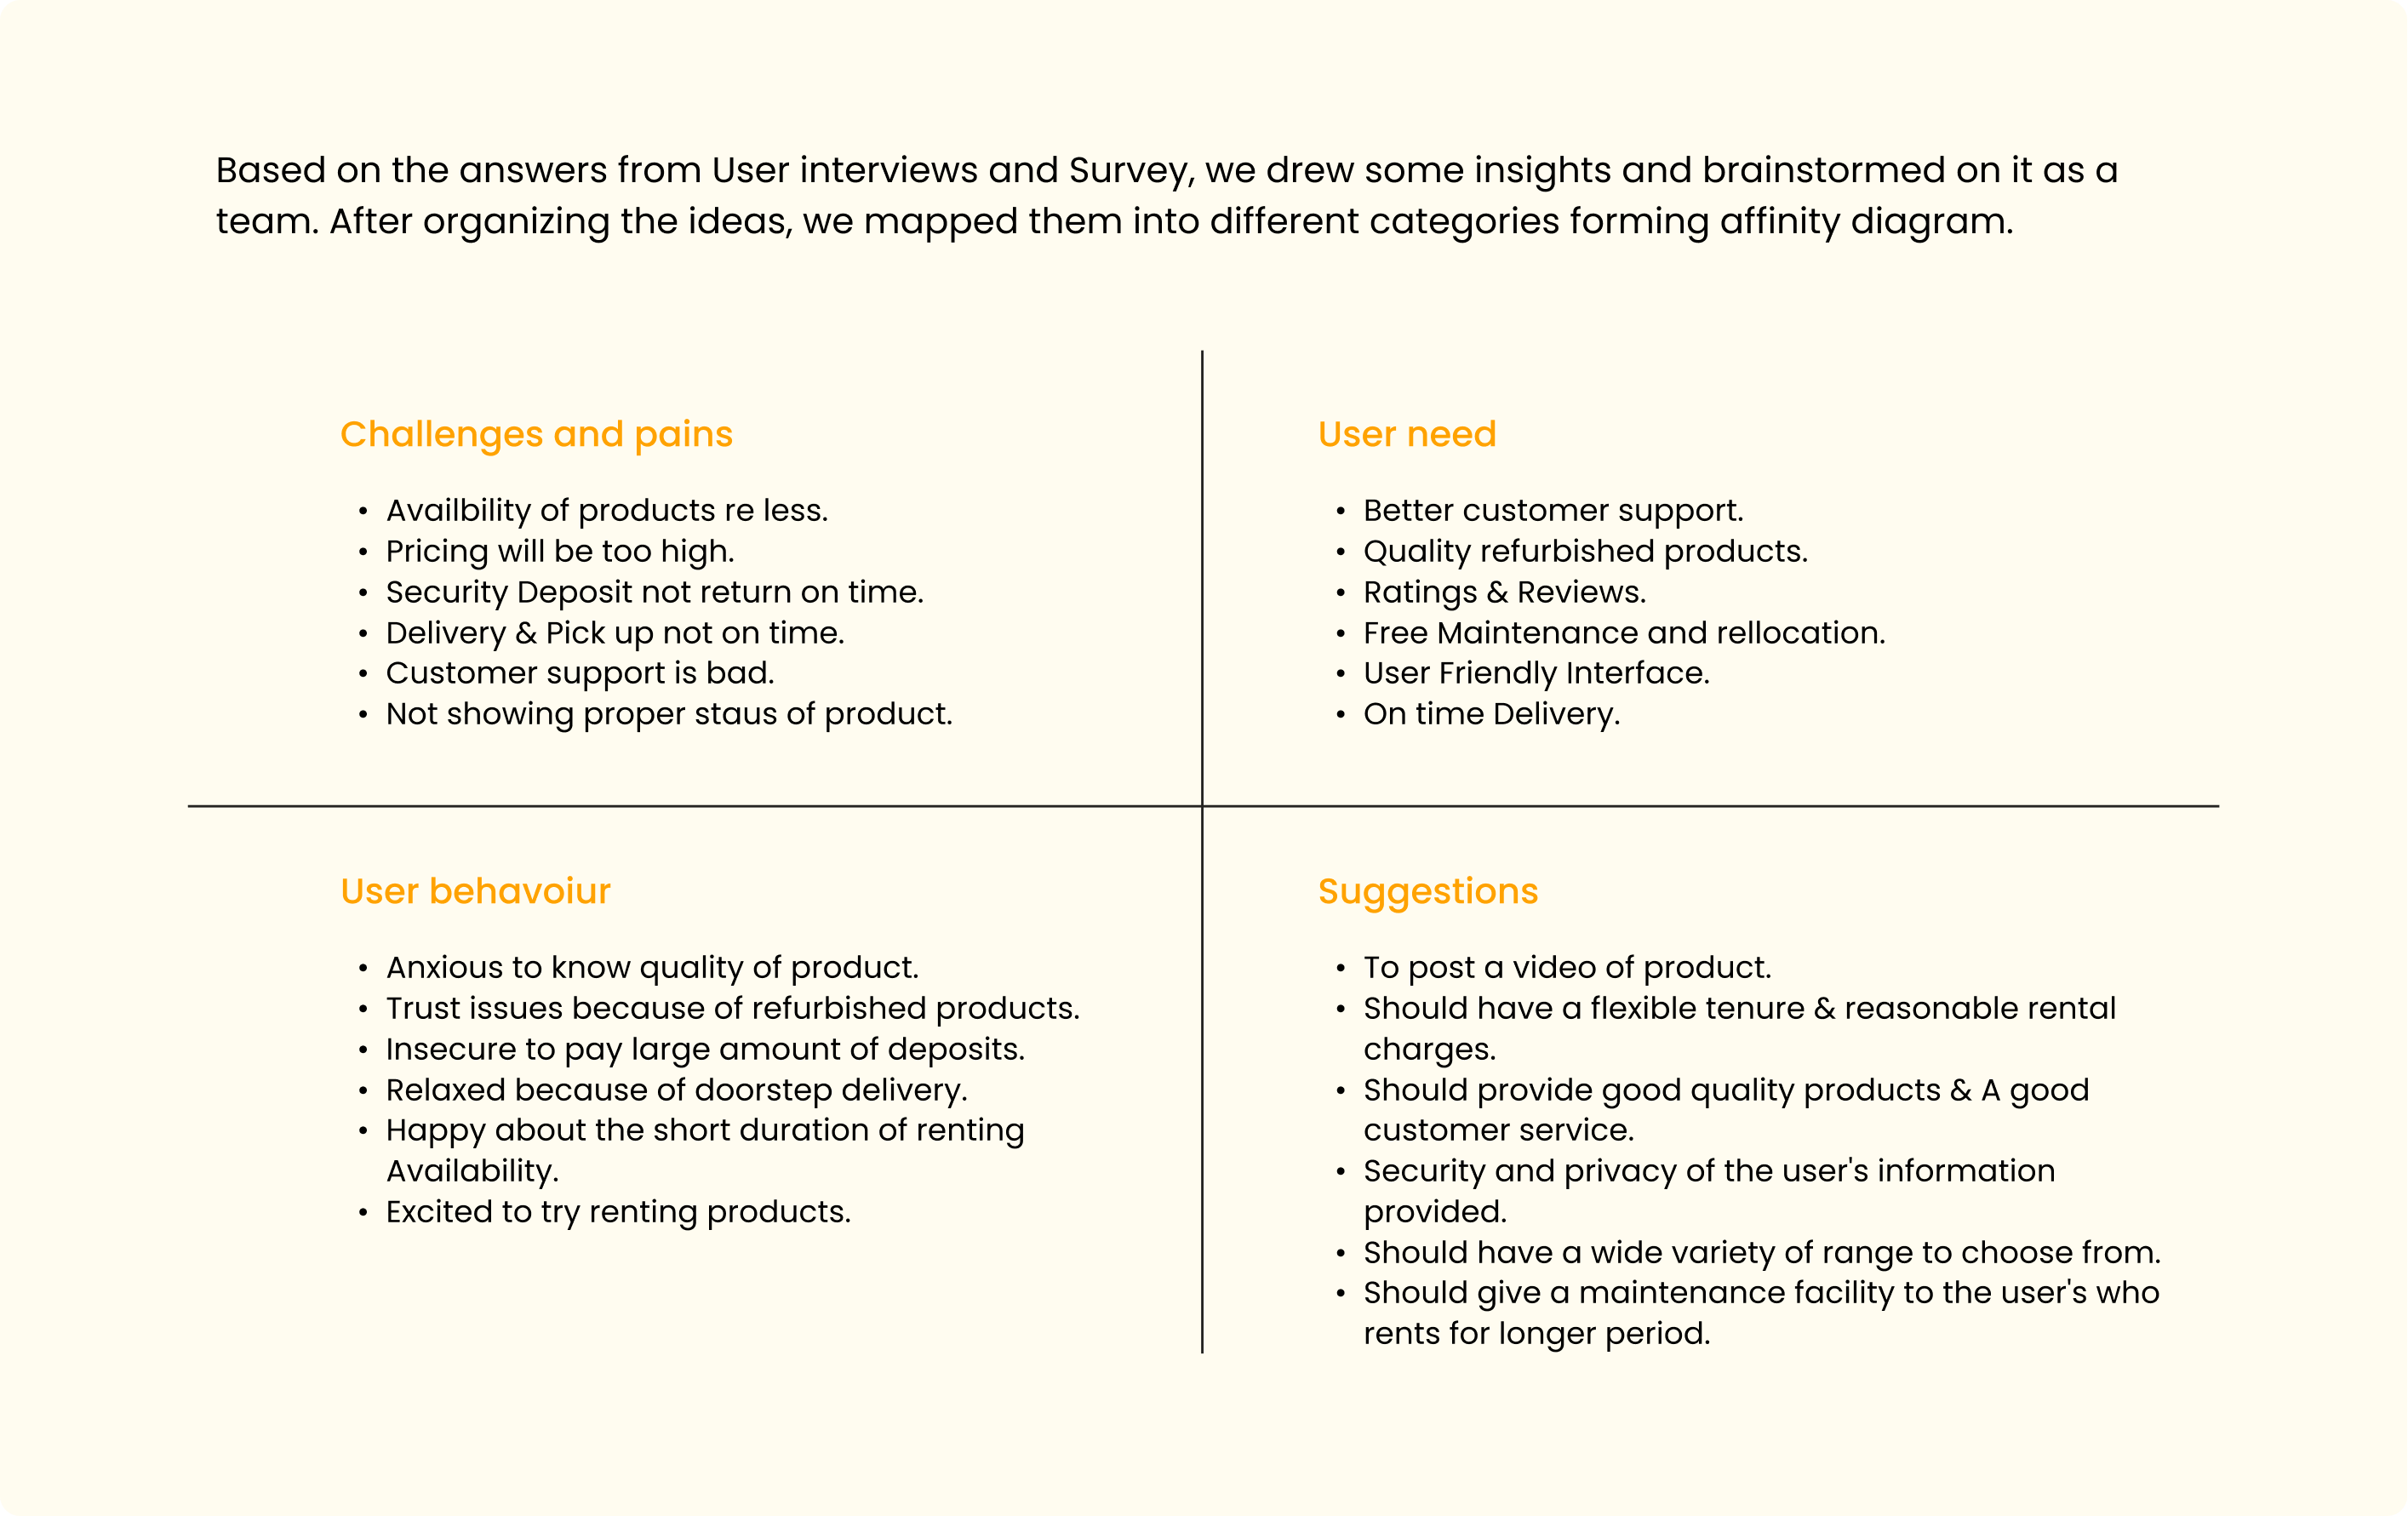 Based on the answers from User interviews and Survey, we drew some insights and brainstormed on it as a
team. After organizing the ideas, we mapped them into different categories forming affinity diagram.
Challenges and pains
• Availbility of products re less.
• Pricing will be too high.
• Security Deposit not return on time.
• Delivery & Pick up not on time.
• Customer support is bad.
• Not showing proper staus of product.
User need
• Better customer support.
• Quality refurbished products.
• Ratings & Reviews.
• Free Maintenance and rellocation.
• User Friendly Interface.
• On time Delivery.
User behavoiur
• Anxious to know quality of product.
• Trust issues because of refurbished products.
• Insecure to pay large amount of deposits.
• Relaxed because of doorstep delivery.
• Happy about the short duration of renting
Availability.
• Excited to try renting products.
Suggestions
• To post a video of product.
• Should have a flexible tenure & reasonable rental
charges.
• Should provide good quality products & A good
customer service.
• Security and privacy of the user's information
provided.
• Should have a wide variety of range to choose from.
• Should give a maintenance facility to the user's who
rents for longer period.